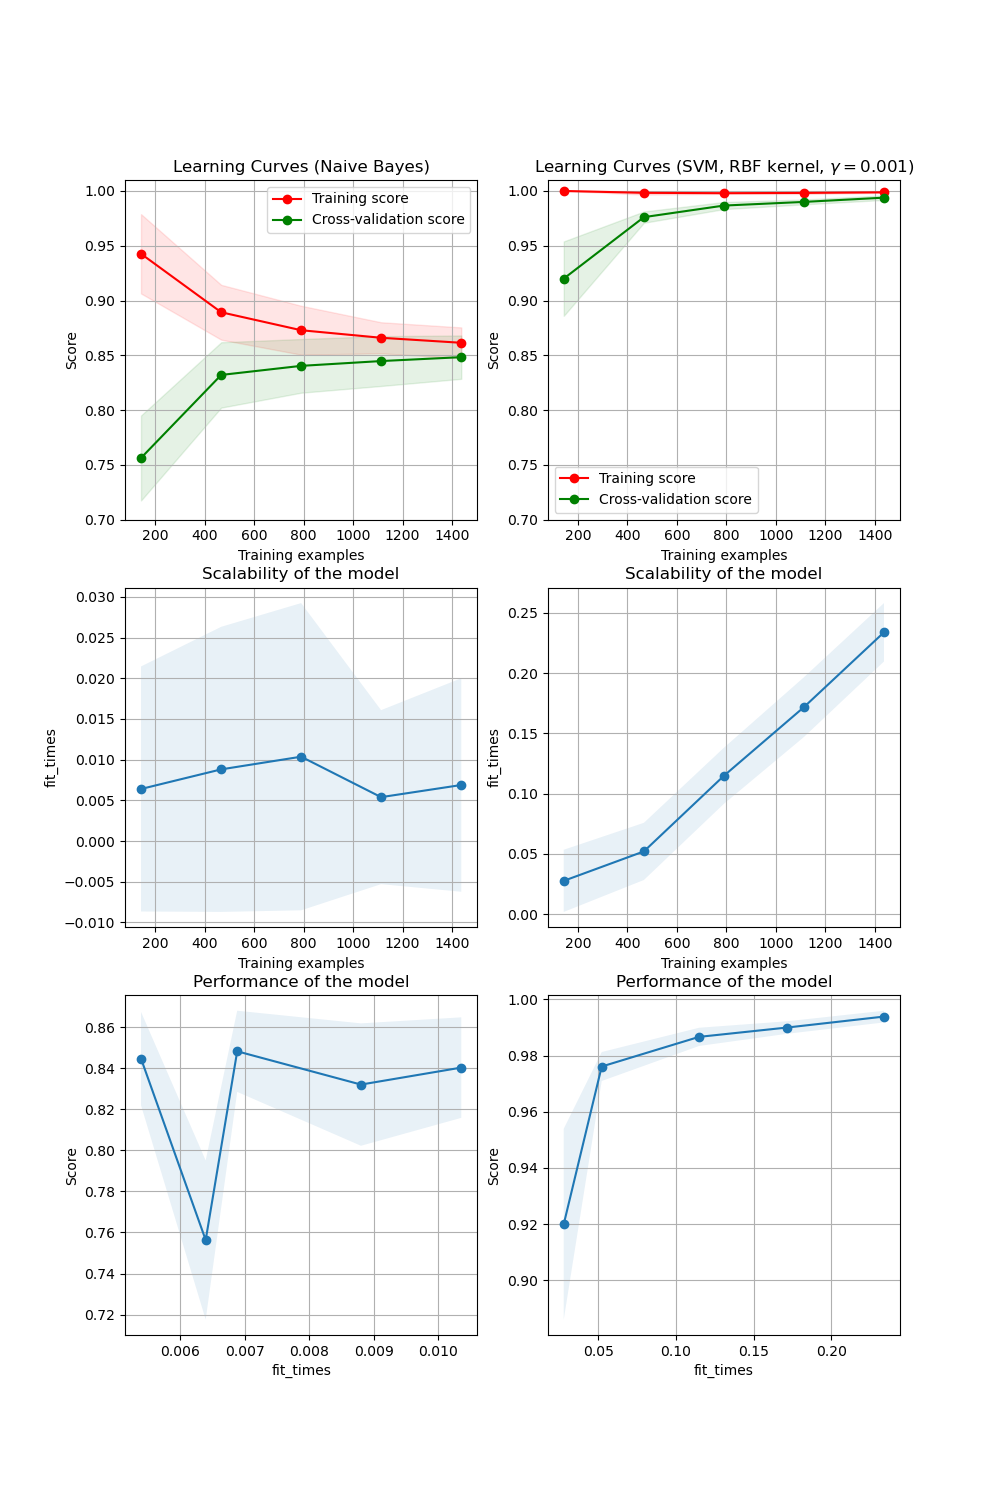 Learning Curves (Naive Bayes)
Score
1.00
0.95
0.90
0.85
0.80
0.75
0.70
Training score
Cross-validation score
200 400 600 800 1000 1200 1400
Training examples
Learning Curves (SVM, RBF kernel, γ = 0.001)
Score
1.00
0.95
0.90
0.85
0.80
0.75
0.70
Training score
Cross-validation score
200 400 600 800 1000 1200 1400
Training examples
Scalability of the model
fit_times
0.030
0.025
0.020
0.015
0.010
0.005
0.000
−0.005
−0.010
200 400 600 800 1000 1200 1400
Training examples
Scalability of the model
fit_times
0.25
0.20
0.15
0.10
0.05
0.00
200 400 600 800 1000 1200 1400
Training examples
Performance of the model
Score
0.86
0.84
0.82
0.80
0.78
0.76
0.74
0.72
0.006 0.007 0.008 0.009 0.010
fit_times
Performance of the model
Score
1.00
0.98
0.96
0.94
0.92
0.90
0.05 0.10 0.15 0.20
fit_times